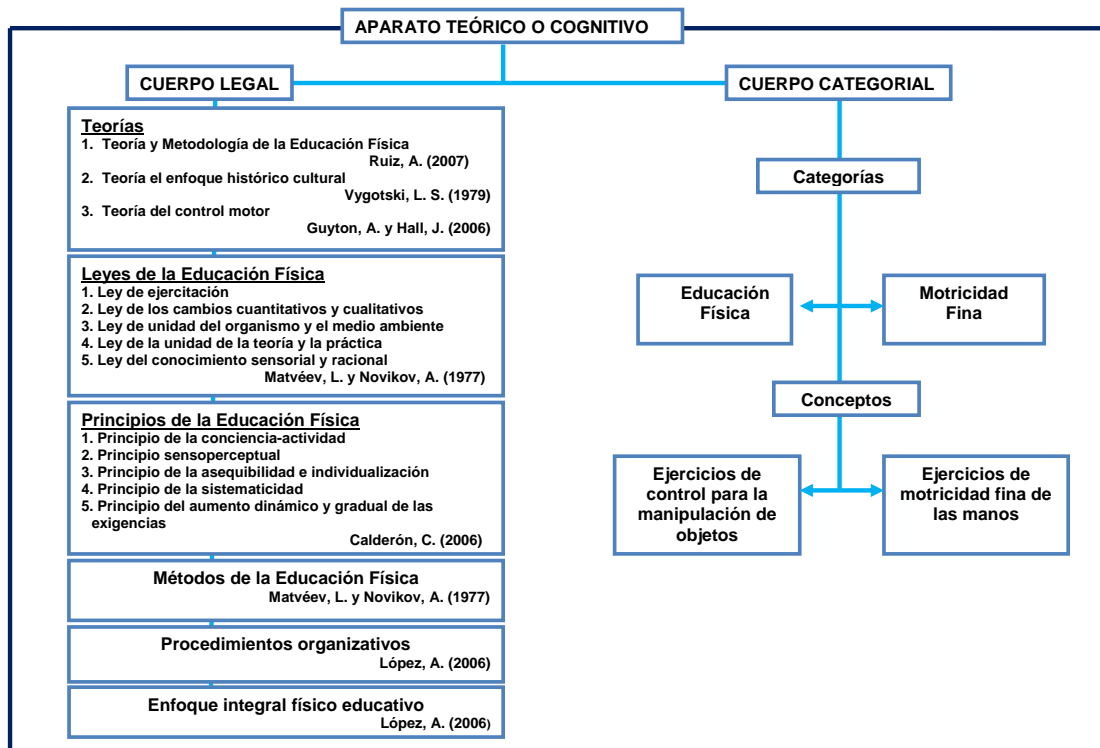 APARATO TEÓRICO O COGNITIVO
CUERPO LEGAL
Teorías
1. Teoría y Metodología de la Educación Física
Ruiz, A. (2007)
2. Teoría el enfoque histórico cultural
Vygotski, L. S. (1979)
3. Teoría del control motor
Guyton, A. y Hall, J. (2006)
Leyes de la Educación Física
1. Ley de ejercitación
2. Ley de los cambios cuantitativos y cualitativos
3. Ley de unidad del organismo y el medio ambiente
4. Ley de la unidad de la teoría y la práctica
5. Ley del conocimiento sensorial y racional
Matvéev, L. y Novikov, A. (1977)
Principios de la Educación Física
1. Principio de la conciencia-actividad
2. Principio sensoperceptual
3. Principio de la asequibilidad e individualización
4. Principio de la sistematicidad
5. Principio del aumento dinámico y gradual de las
exigencias
Calderón, C. (2006)
Métodos de la Educación Física
Matvéev, L. y Novikov, A. (1977)
Procedimientos organizativos
López, A. (2006)
Enfoque integral físico educativo
López, A. (2006)
CUERPO CATEGORIAL
Categorías
Educación
Física
Motricidad
Fina
Conceptos
Ejercicios de
control para la
manipulación de
objetos
Ejercicios de
motricidad fina de
las manos